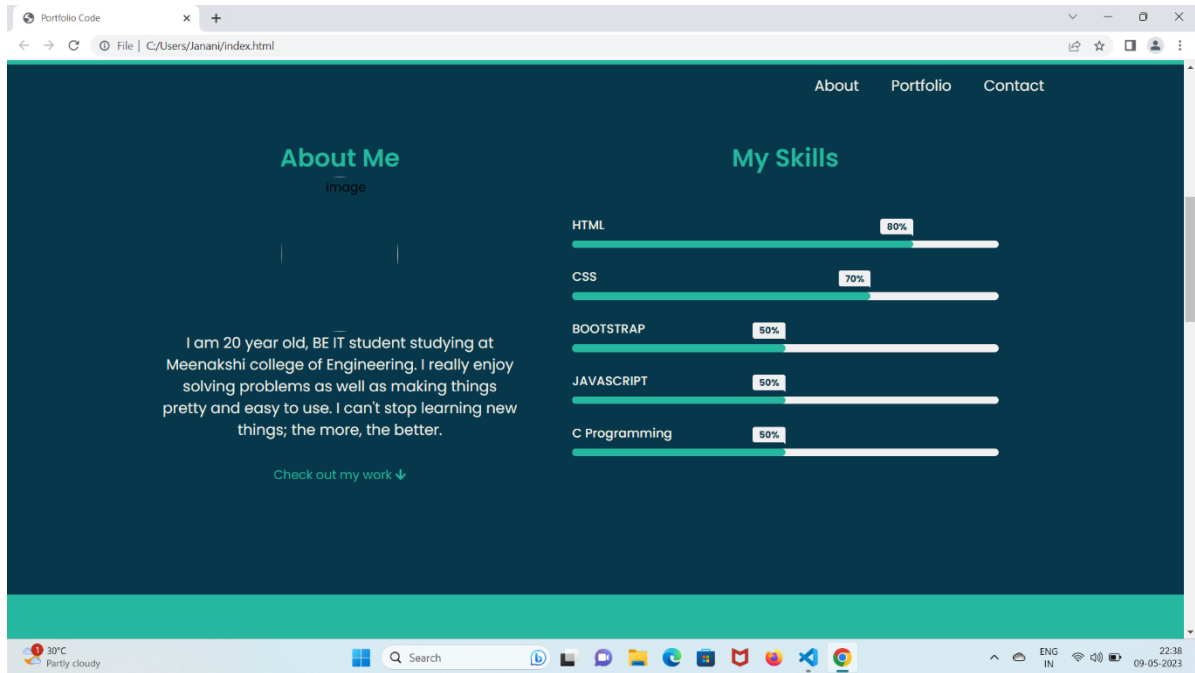 Portfolio Code
File | C:/Users/Janani/index.html
About Portfolio Contact
About Me
image
I am 20 year old, BE IT student studying at
Meenakshi college of Engineering. I really enjoy
solving problems as well as making things
pretty and easy to use. I can't stop learning new
things; the more, the better.
Check out my work
My Skills
HTML 80%
CSS 70%
BOOTSTRAP 50%
JAVASCRIPT 50%
C Programming 50%
1
30°C
Partly cloudy
Search
ENG
IN
22:38
09-05-2023